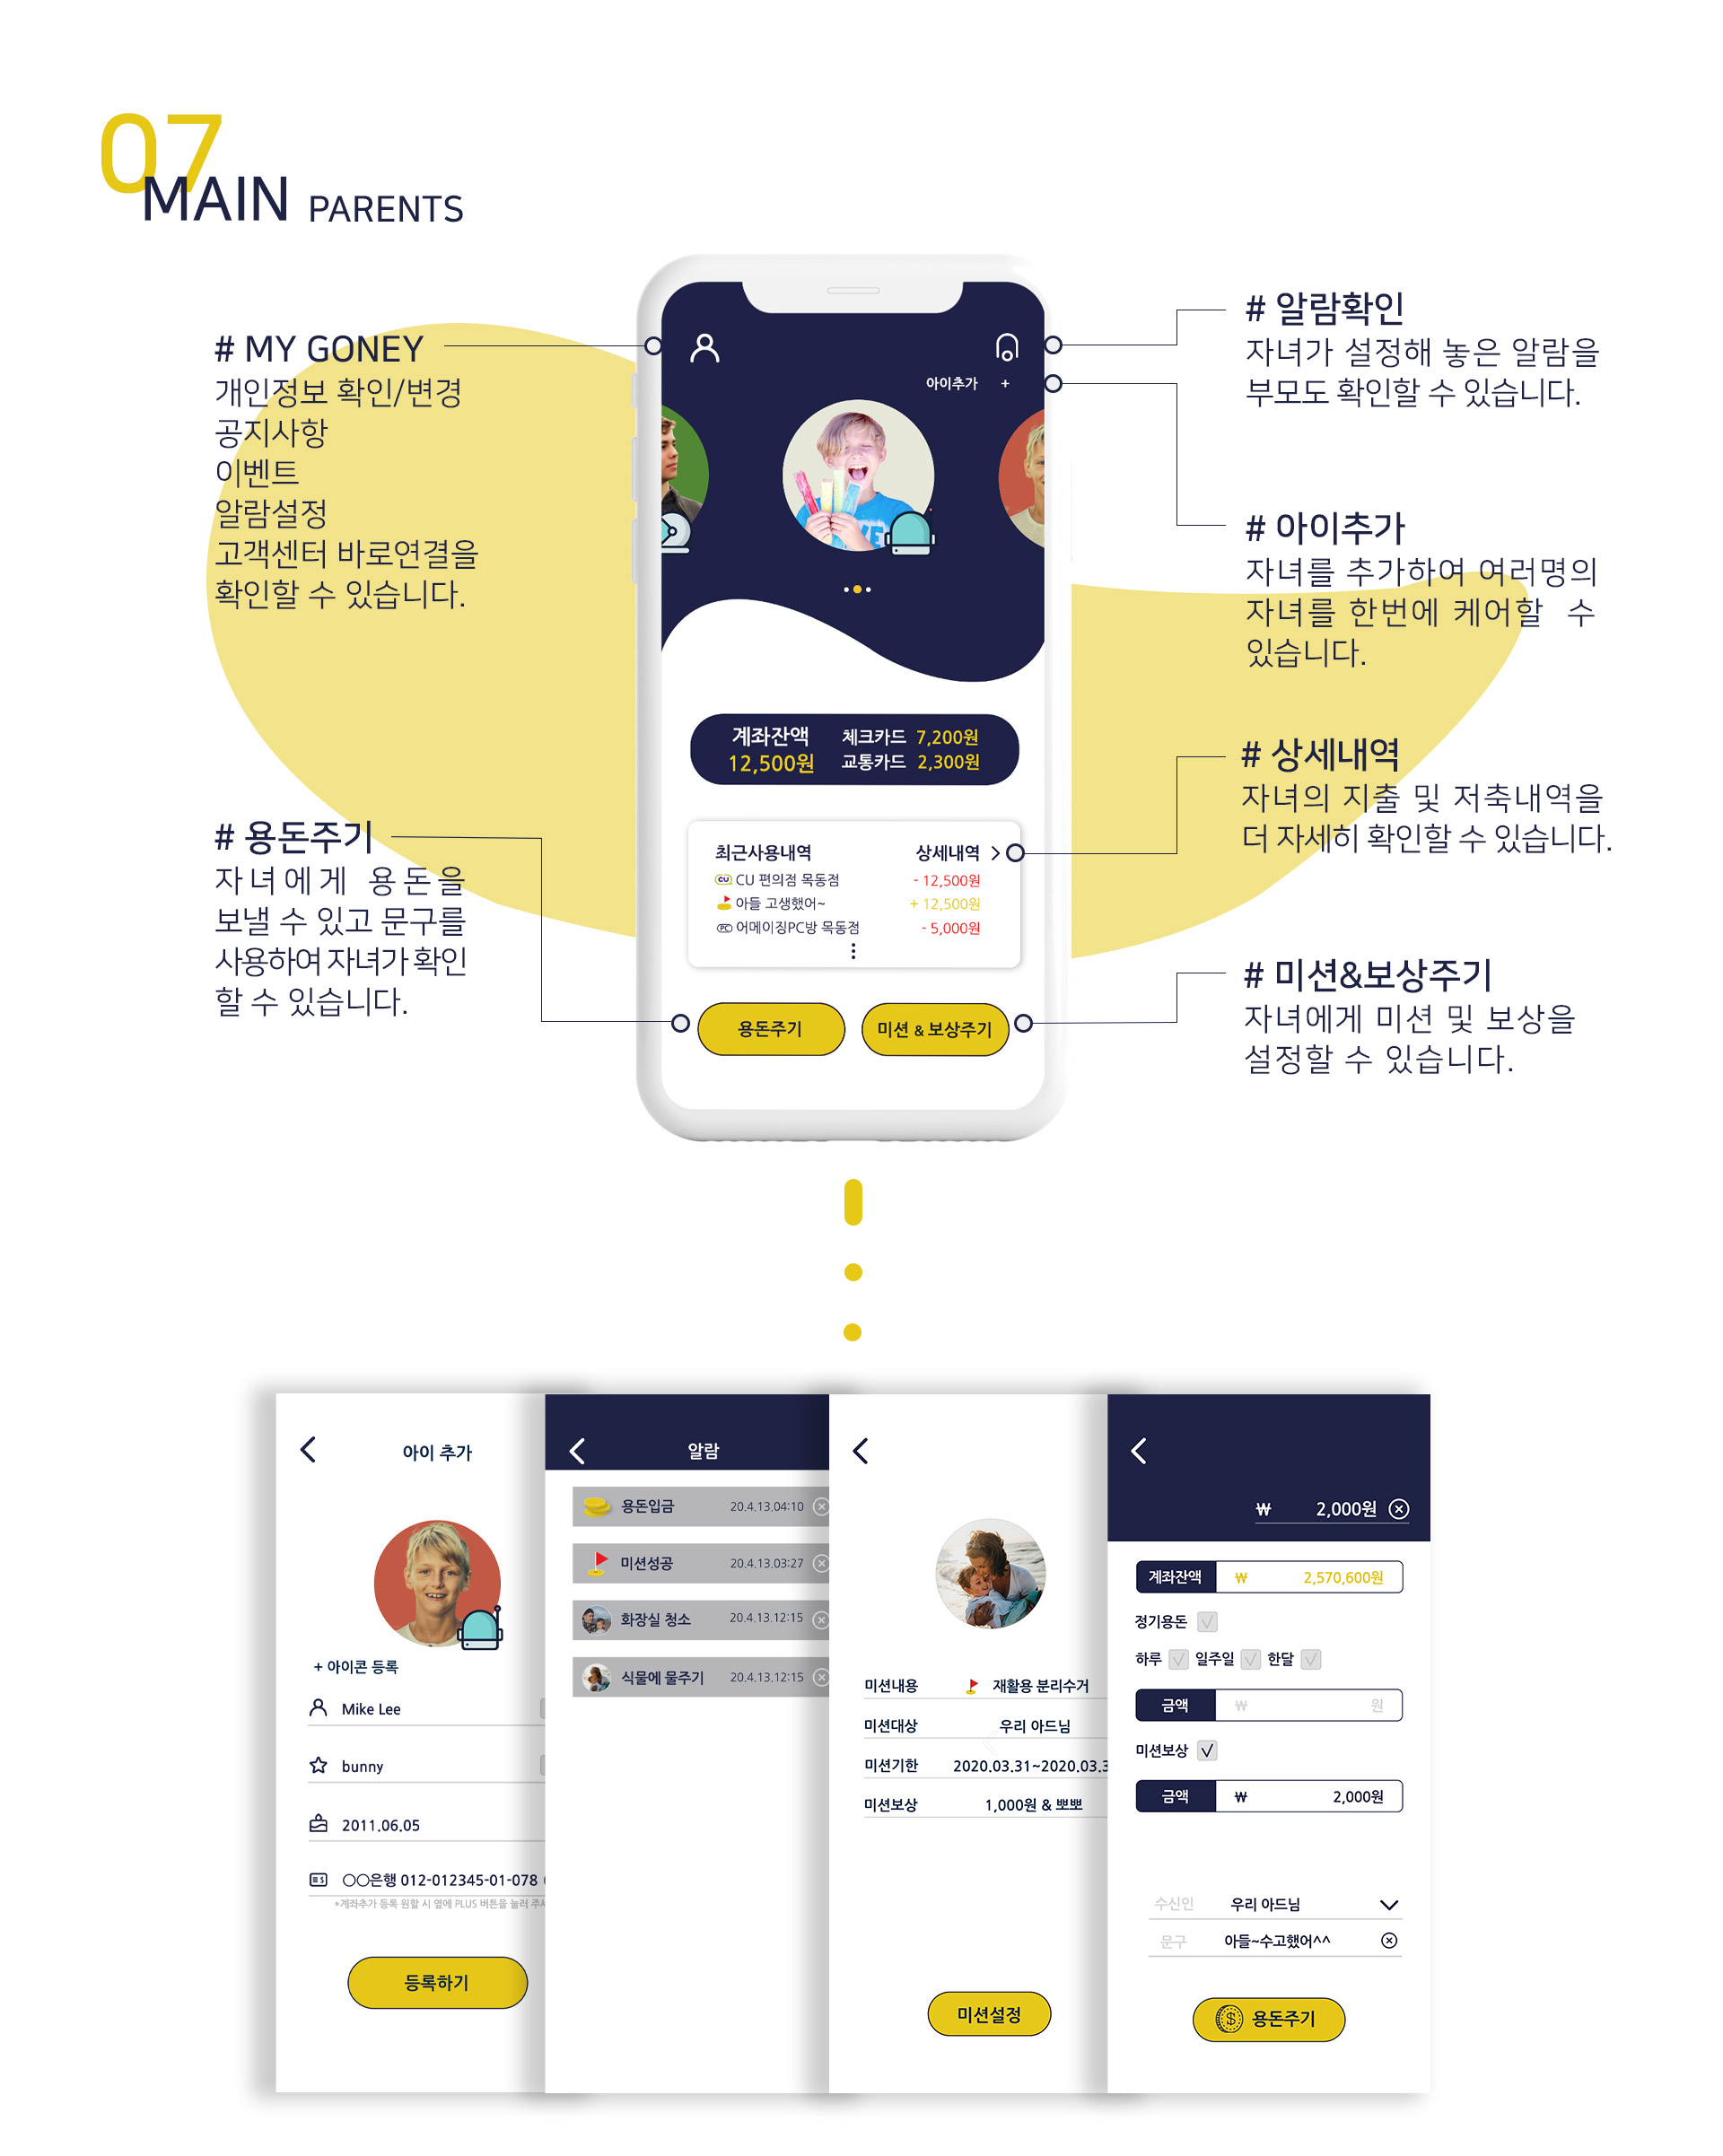 07
MAIN PARENTS
# MY GONEY
개인정보 확인/변경
공지사항
이벤트
알람설정
고객센터 바로연결을
확인할 수 있습니다.
# 용돈주기
자녀에게 용돈을
보낼 수 있고 문구를
사용하여 자녀가 확인
할 수 있습니다.
아이추가 +
계좌잔액
12,500원
체크카드 7,200원
교통카드 2,300원
최근사용내역 상세내역 >
CU CU 편의점 목동점 - 12,500원
아들 고생했어~ + 12,500원
PC 어메이징PC방 목동점 - 5,000원
용돈주기
미션 & 보상주기
# 알람확인
자녀가 설정해 놓은 알람을
부모도 확인할 수 있습니다.
# 아이추가
자녀를 추가하여 여러명의
자녀를 한번에 케어할 수
있습니다.
# 상세내역
자녀의 지출 및 저축내역을
더 자세히 확인할 수 있습니다.
# 미션&보상주기
자녀에게 미션 및 보상을
설정할 수 있습니다.
아이 추가
+ 아이콘 등록
Mike Lee
bunny
2011.06.05
○○은행 012-012345-01-078
*계좌추가 등록 원할 시 옆에 PLUS 버튼을 눌러 주세
등록하기
알람
용돈입금 20.4.13.04:10
미션성공 20.4.13.03:27
화장실 청소 20.4.13.12:15
식물에 물주기 20.4.13.12:15
미션내용 재활용 분리수거
미션대상 우리 아드님
미션기한 2020.03.31~2020.03.3
미션보상 1,000원 & 뽀뽀
미션설정
₩ 2,000원
계좌잔액 ₩ 2,570,600원
정기용돈
하루 일주일 한달
금액 ₩ 원
미션보상
금액 ₩ 2,000원
수신인 우리 아드님
문구 아들~수고했어^^
$ 용돈주기